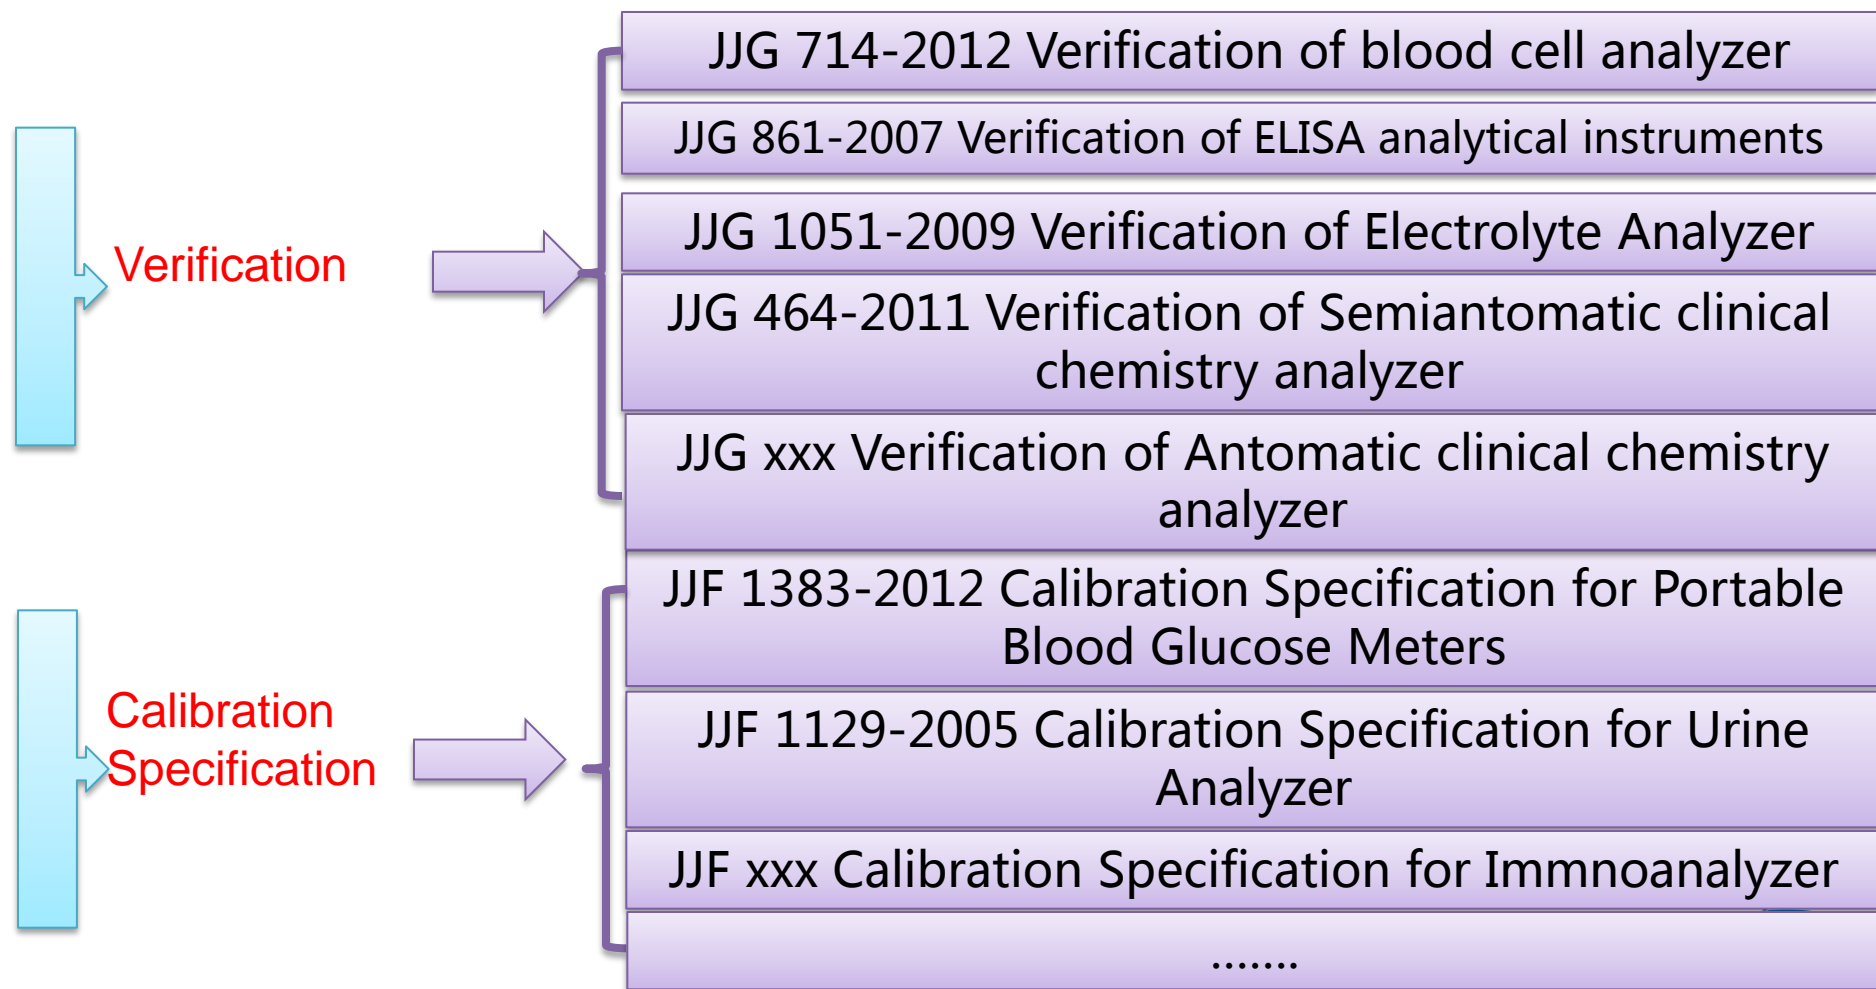 Verification
JJG 714-2012 Verification of blood cell analyzer
JJG 861-2007 Verification of ELISA analytical instruments
JJG 1051-2009 Verification of Electrolyte Analyzer
JJG 464-2011 Verification of Semiantomatic clinical
chemistry analyzer
JJG xxx Verification of Antomatic clinical chemistry
analyzer
Calibration
Specification
JJF 1383-2012 Calibration Specification for Portable
Blood Glucose Meters
JJF 1129-2005 Calibration Specification for Urine
Analyzer
JJF xxx Calibration Specification for Immnoanalyzer
.......